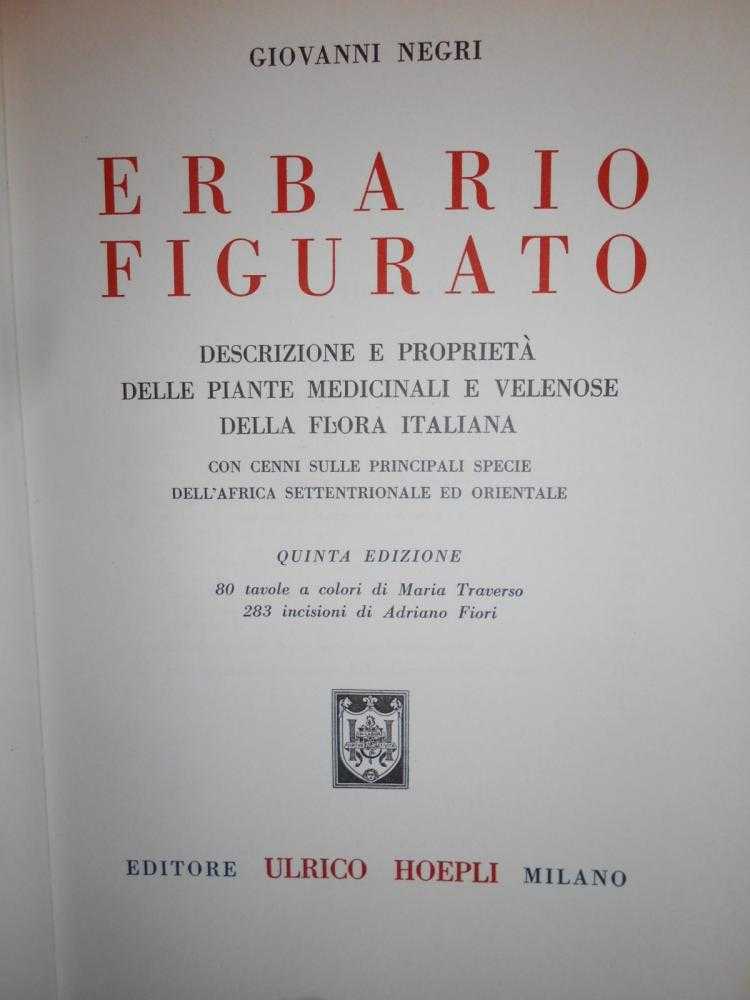 GIOVANNI NEGRI
ERBARIO
FIGURATO
DESCRIZIONE E PROPRIETÀ
DELLE PIANTE MEDICINALI E VELENOSE
DELLA FLORA ITALIANA
CON CENNI SULLE PRINCIPALI SPECIE
DELL'AFRICA SETTENTRIONALE ED ORIENTALE
QUINTA EDIZIONE
80 tavole a colori di Maria Traverso
283 incisioni di Adriano Fiori
EDITORE ULRICO HOEPLI MILANO